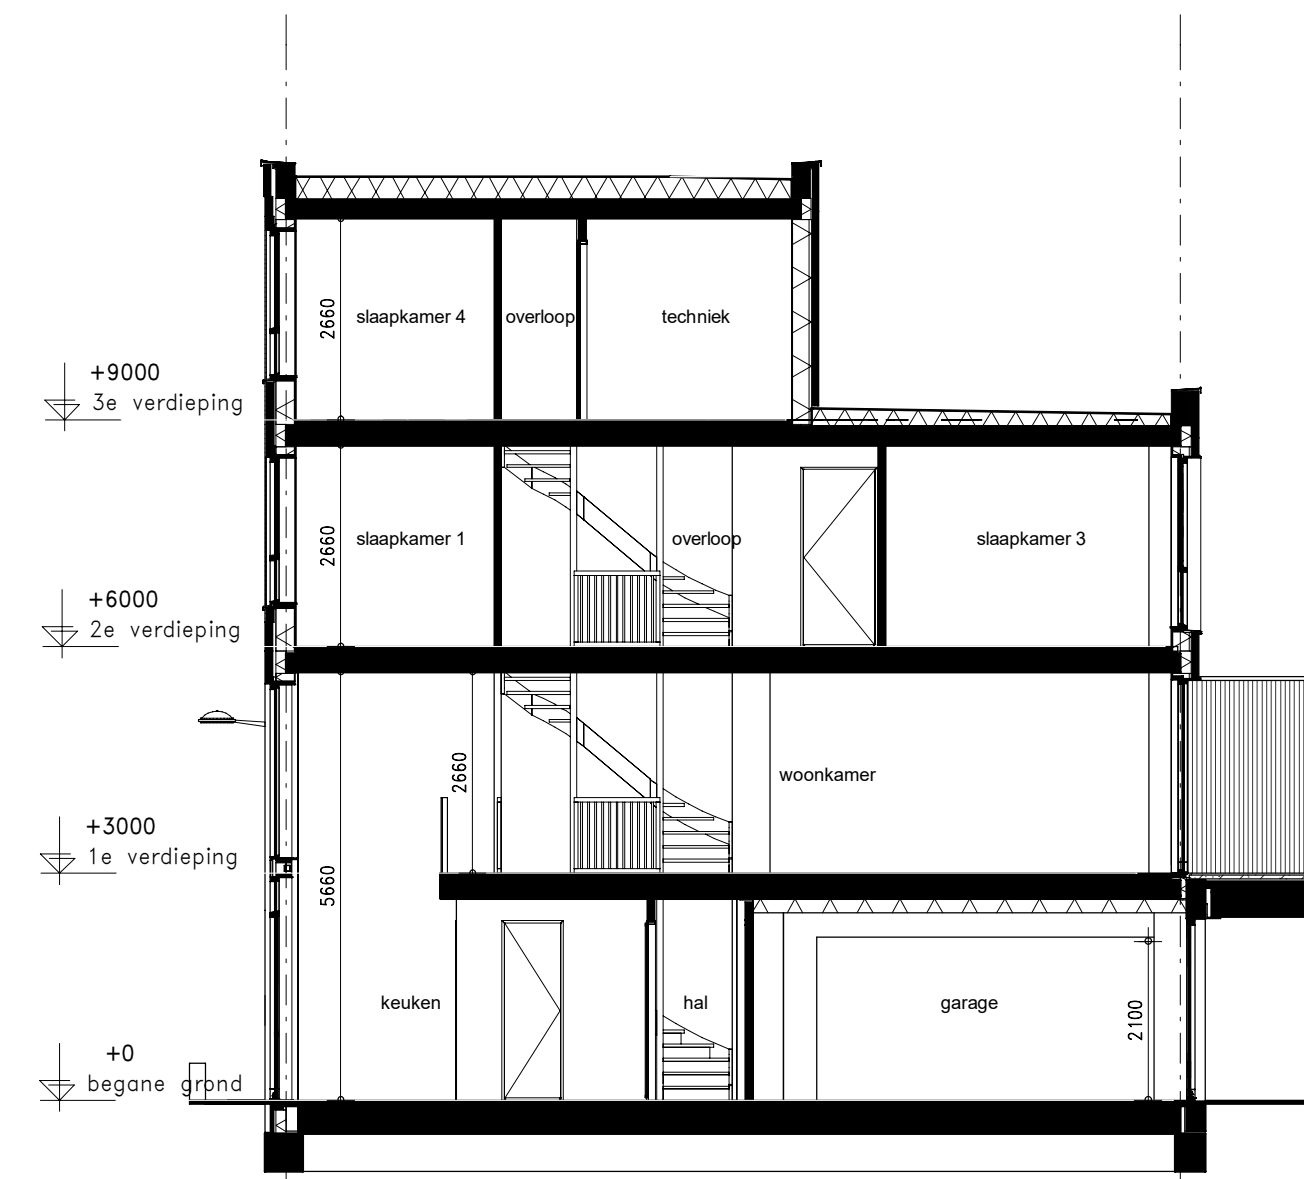 2660
slaapkamer 4
overloop
techniek
+9000
3e verdieping
2660
slaapkamer 1
overloop
slaapkamer 3
+6000
2e verdieping
2660
woonkamer
+3000
1e verdieping
5660
keuken
hal
garage
2100
+0
begane grond